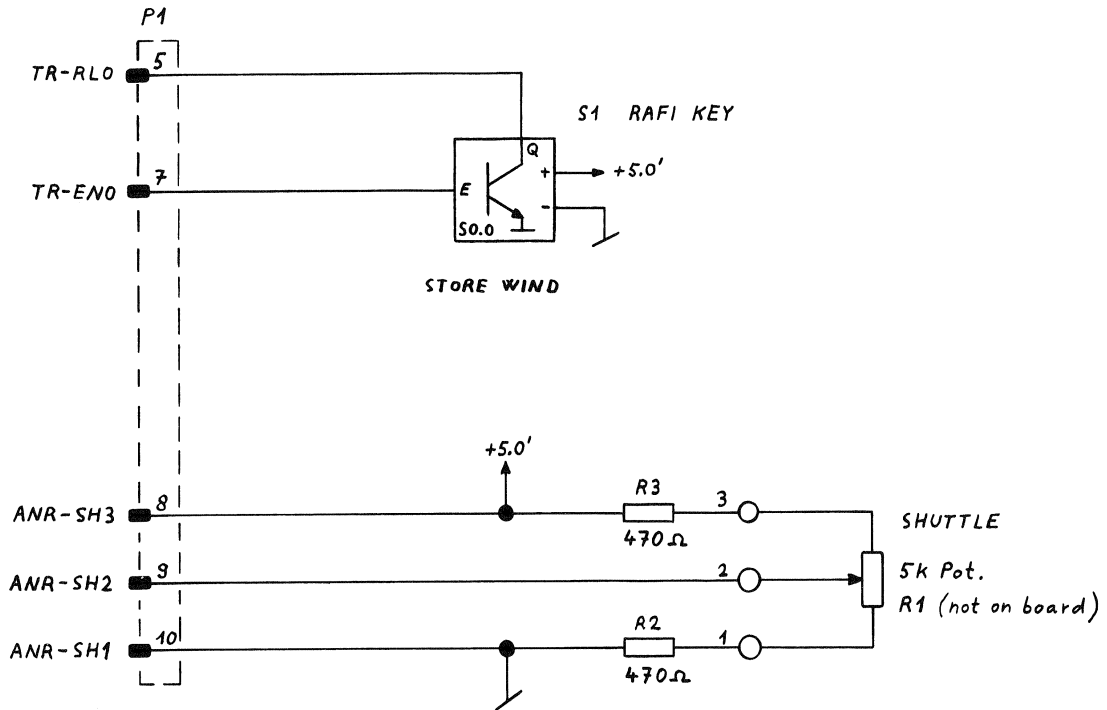 P1
TR-RL0 5
S1 RAFI KEY
Q
+ +5.0'
TR-EN0 7
E
-
S0.0
STORE WIND
+5.0'
ANR-SH3 8
R3
470Ω
3
SHUTTLE
ANR-SH2 9
2
5k Pot.
R1 (not on board)
ANR-SH1 10
R2
470Ω
1